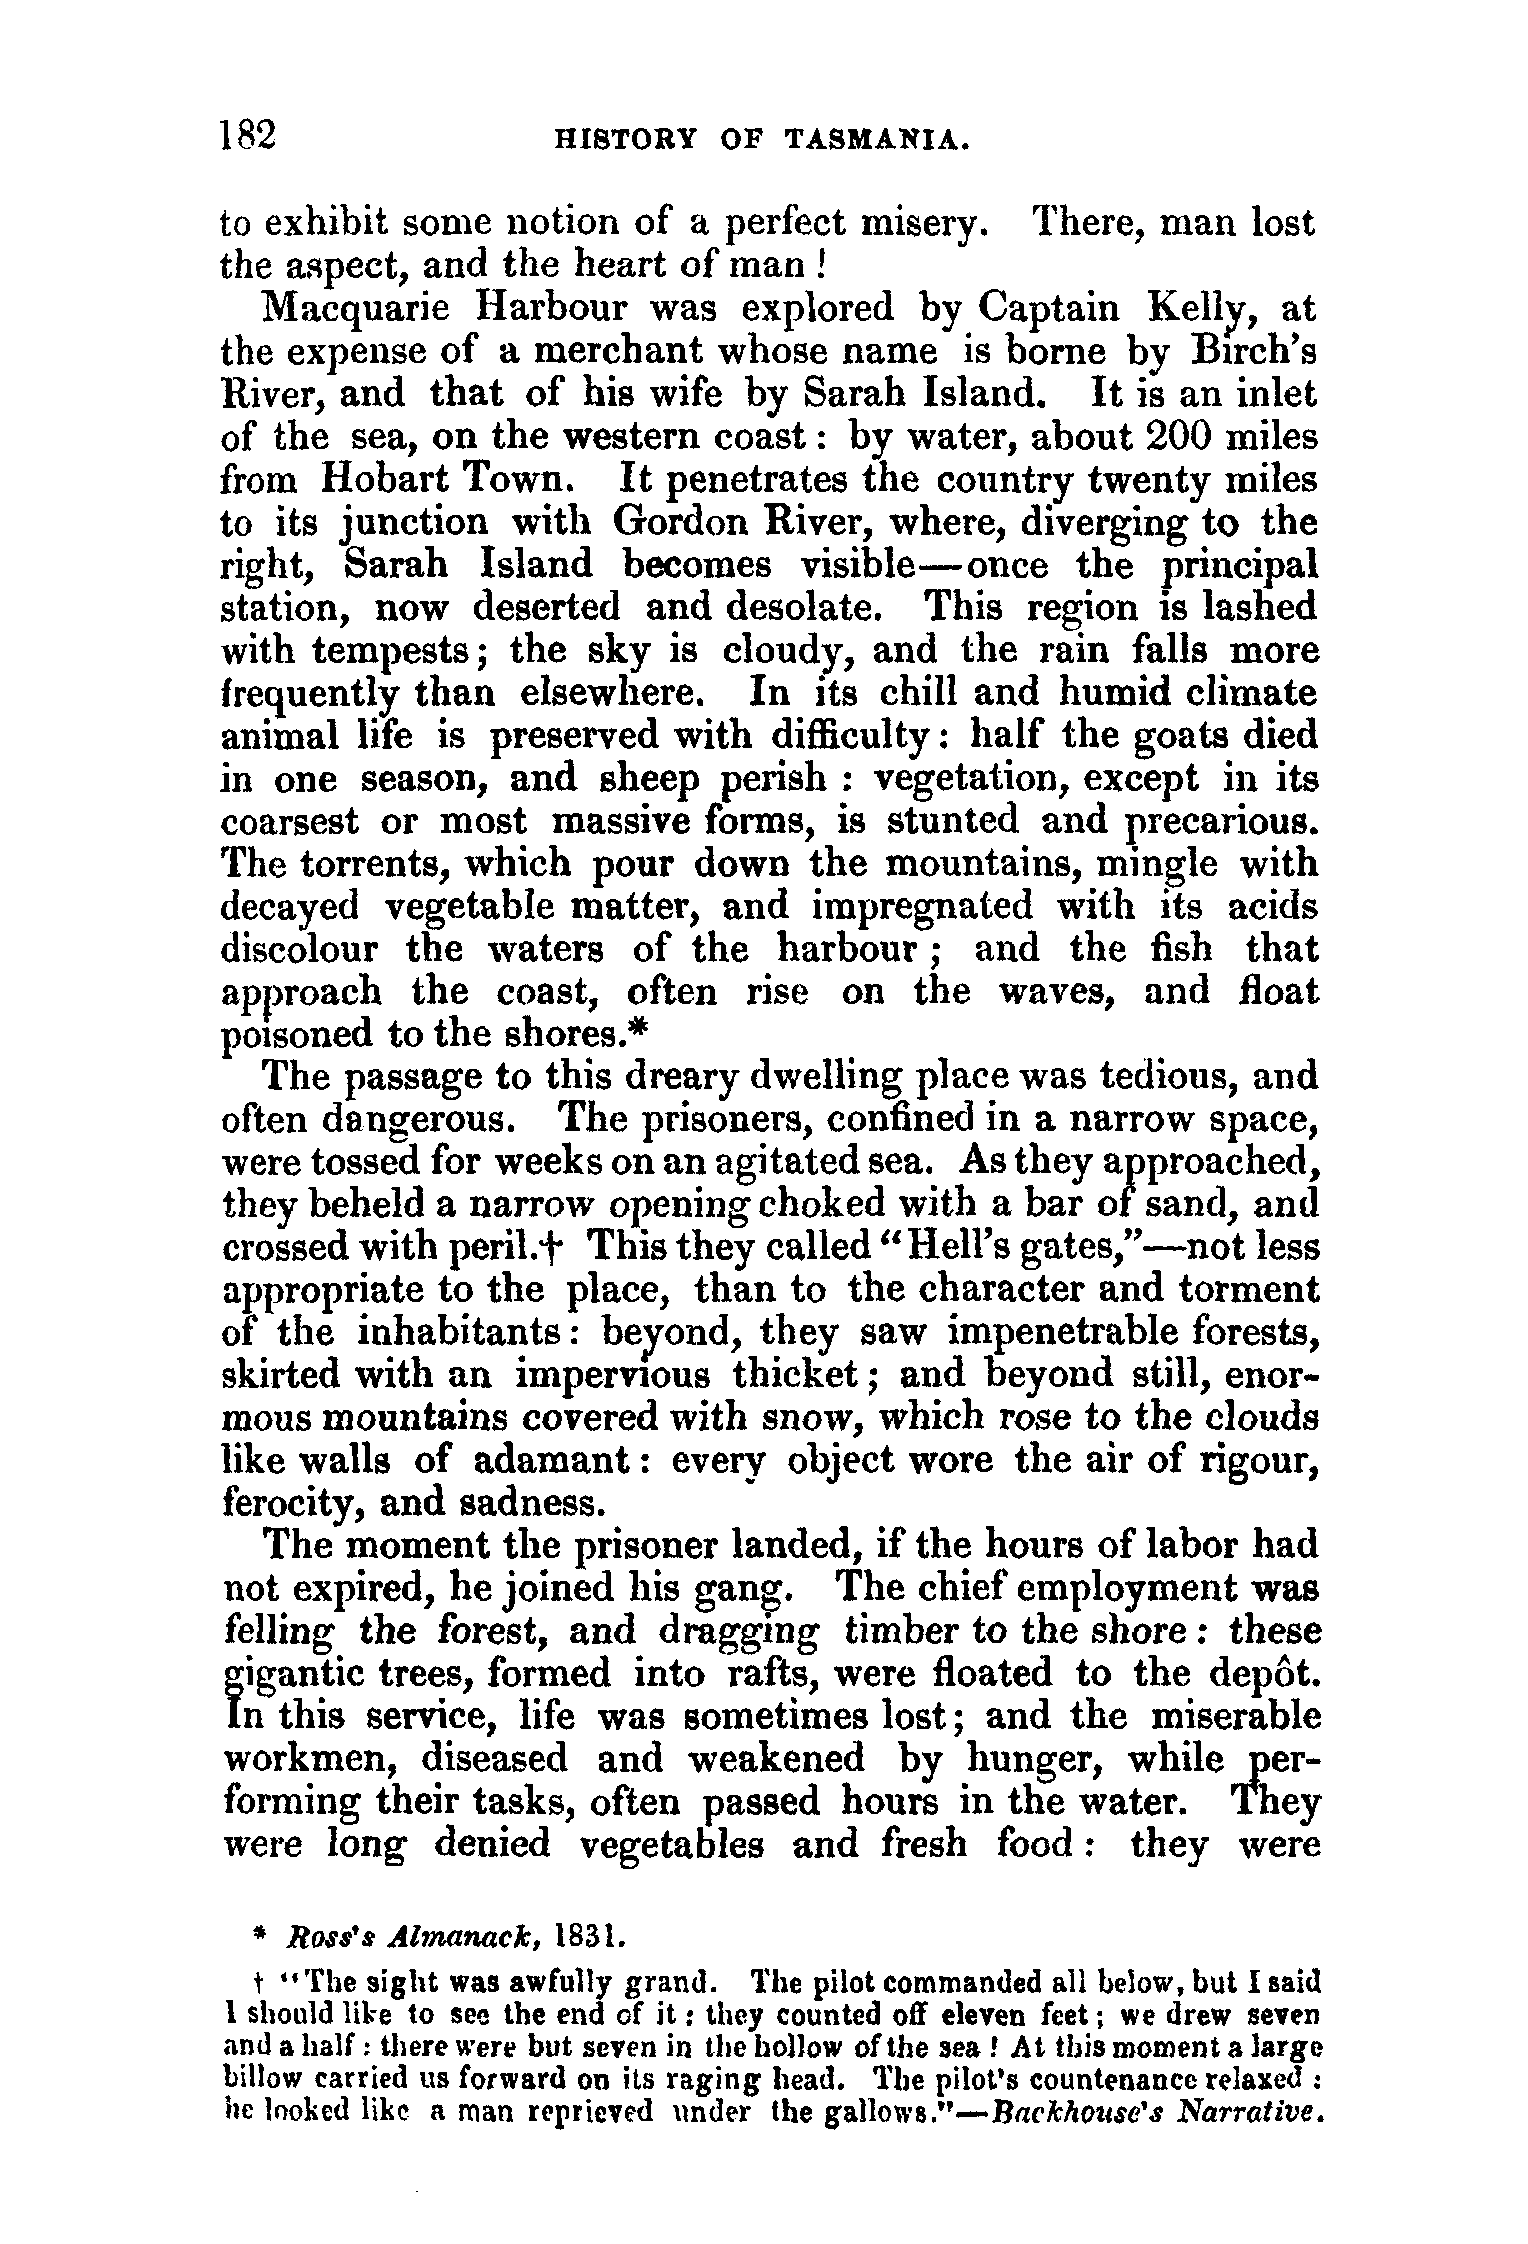 182 HISTORY OF TASMANIA.
to exhibit some notion of a perfect misery. There, man lost
the aspect, and the heart of man !
Macquarie Harbour was explored by Captain Kelly, at
the expense of a merchant whose name is borne by Birch's
River, and that of his wife by Sarah Island. It is an inlet
of the sea, on the western coast : by water, about 200 miles
from Hobart Town. It penetrates the country twenty miles
to its junction with Gordon River, where, diverging to the
right, Sarah Island becomes visible—once the principal
station, now deserted and desolate. This region is lashed
with tempests; the sky is cloudy, and the rain falls more
frequently than elsewhere. In its chill and humid climate
animal life is preserved with difficulty: half the goats died
in one season, and sheep perish : vegetation, except in its
coarsest or most massive forms, is stunted and precarious.
The torrents, which pour down the mountains, mingle with
decayed vegetable matter, and impregnated with its acids
discolour the waters of the harbour ; and the fish that
approach the coast, often rise on the waves, and float
poisoned to the shores.*
The passage to this dreary dwelling place was tedious, and
often dangerous. The prisoners, confined in a narrow space,
were tossed for weeks on an agitated sea. As they approached,
they beheld a narrow opening choked with a bar of sand, and
crossed with peril.† This they called "Hell's gates,"—not less
appropriate to the place, than to the character and torment
of the inhabitants: beyond, they saw impenetrable forests,
skirted with an impervious thicket ; and beyond still, enor-
mous mountains covered with snow, which rose to the clouds
like walls of adamant : every object wore the air of rigour,
ferocity, and sadness.
The moment the prisoner landed, if the hours of labor had
not expired, he joined his gang. The chief employment was
felling the forest, and dragging timber to the shore : these
gigantic trees, formed into rafts, were floated to the depôt.
In this service, life was sometimes lost; and the miserable
workmen, diseased and weakened by hunger, while per-
forming their tasks, often passed hours in the water. They
were long denied vegetables and fresh food : they were
* Ross's Almanack, 1831.
† "The sight was awfully grand. The pilot commanded all below, but I said
I should like to see the end of it : they counted off eleven feet ; we drew seven
and a half : there were but seven in the hollow of the sea ! At this moment a large
billow carried us forward on its raging head. The pilot's countenance relaxed :
he looked like a man reprieved under the gallows."—Backhouse's Narrative.